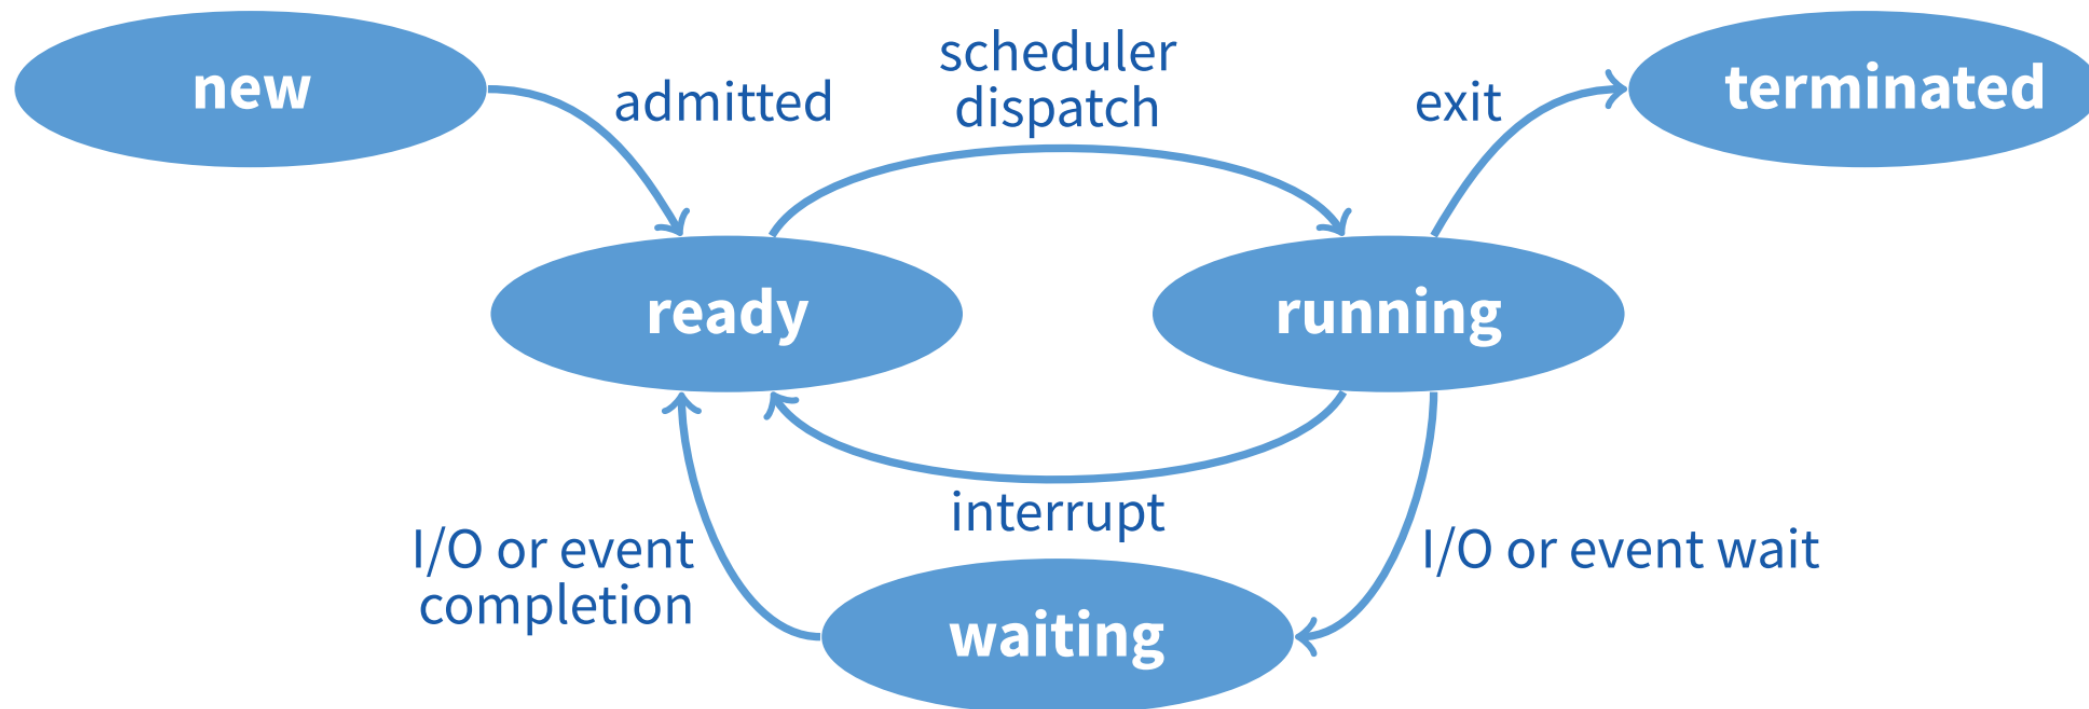 new
admitted
scheduler
dispatch
exit
terminated
ready
running
interrupt
I/O or event
completion
I/O or event wait
waiting